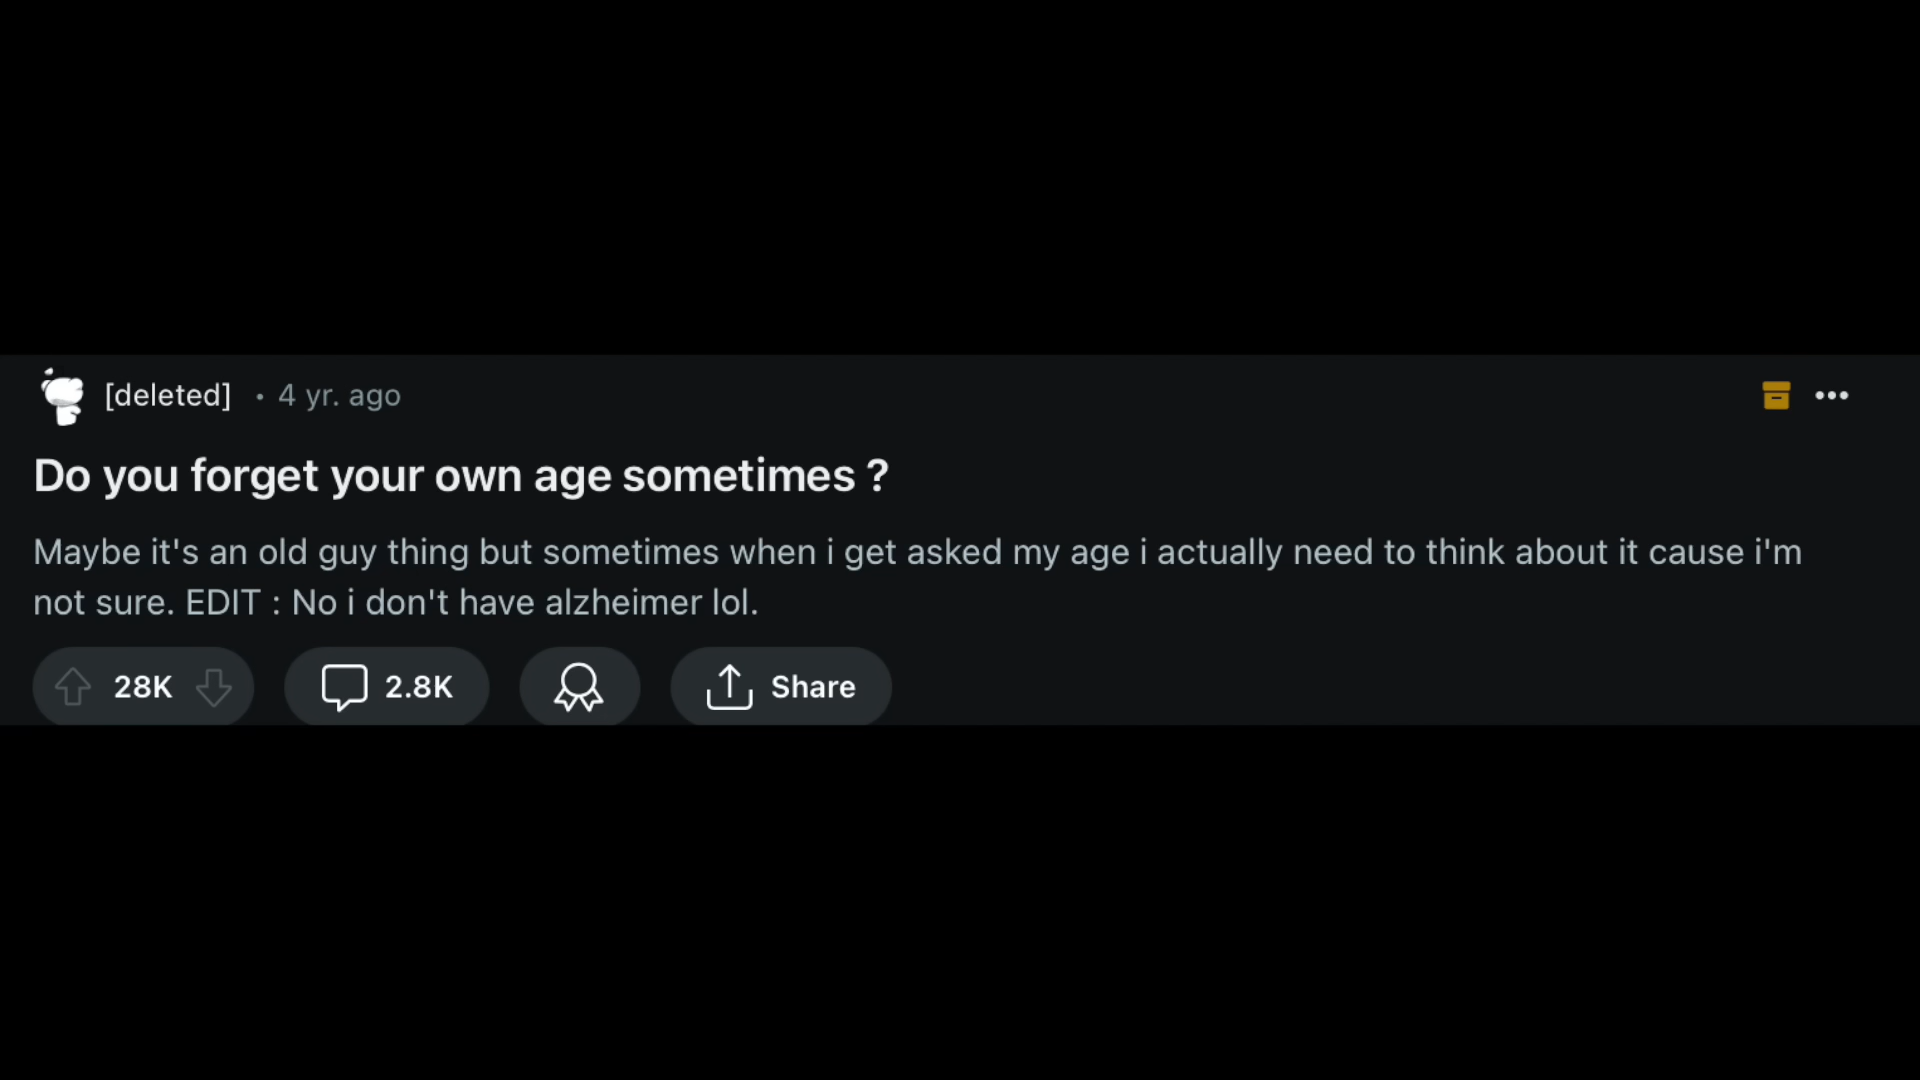 [deleted] • 4 yr. ago
Do you forget your own age sometimes ?
Maybe it's an old guy thing but sometimes when i get asked my age i actually need to think about it cause i'm
not sure. EDIT : No i don't have alzheimer lol.
28K 2.8K Share